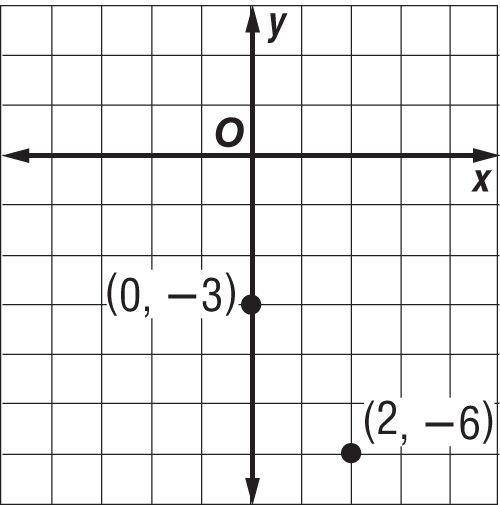 y
O
x
(0, −3)
(2, −6)